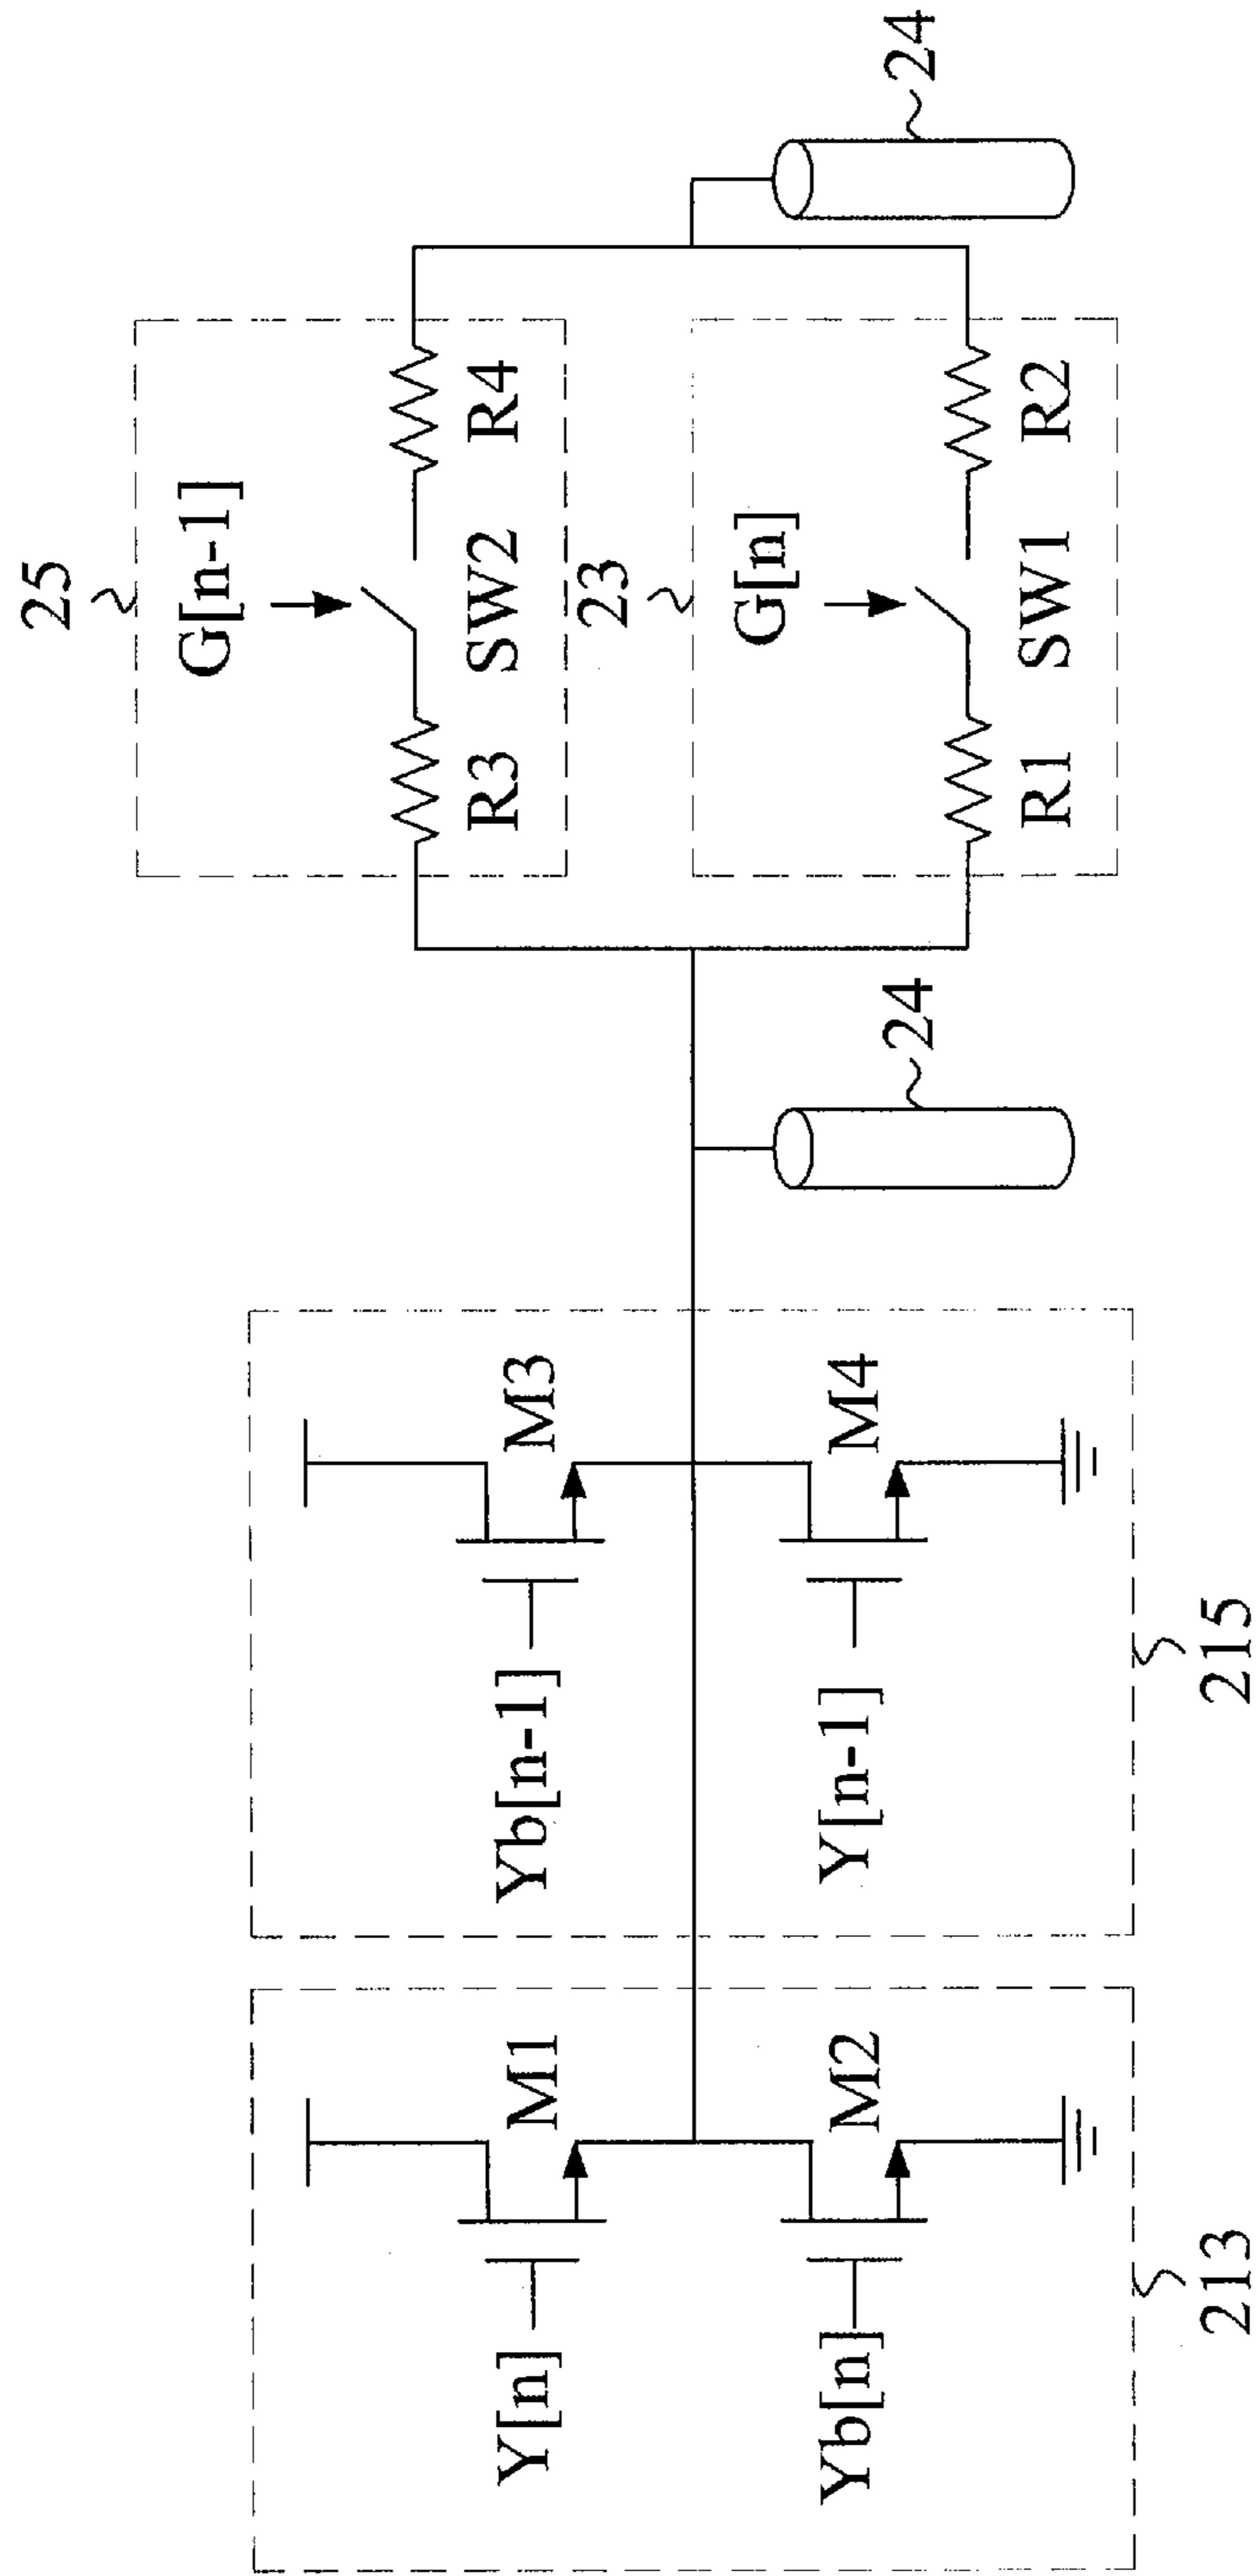 Y[n]
M1
Yb[n]
M2
213
Yb[n-1]
M3
Y[n-1]
M4
215
24
25
G[n-1]
R3
SW2
R4
23
G[n]
R1
SW1
R2
24